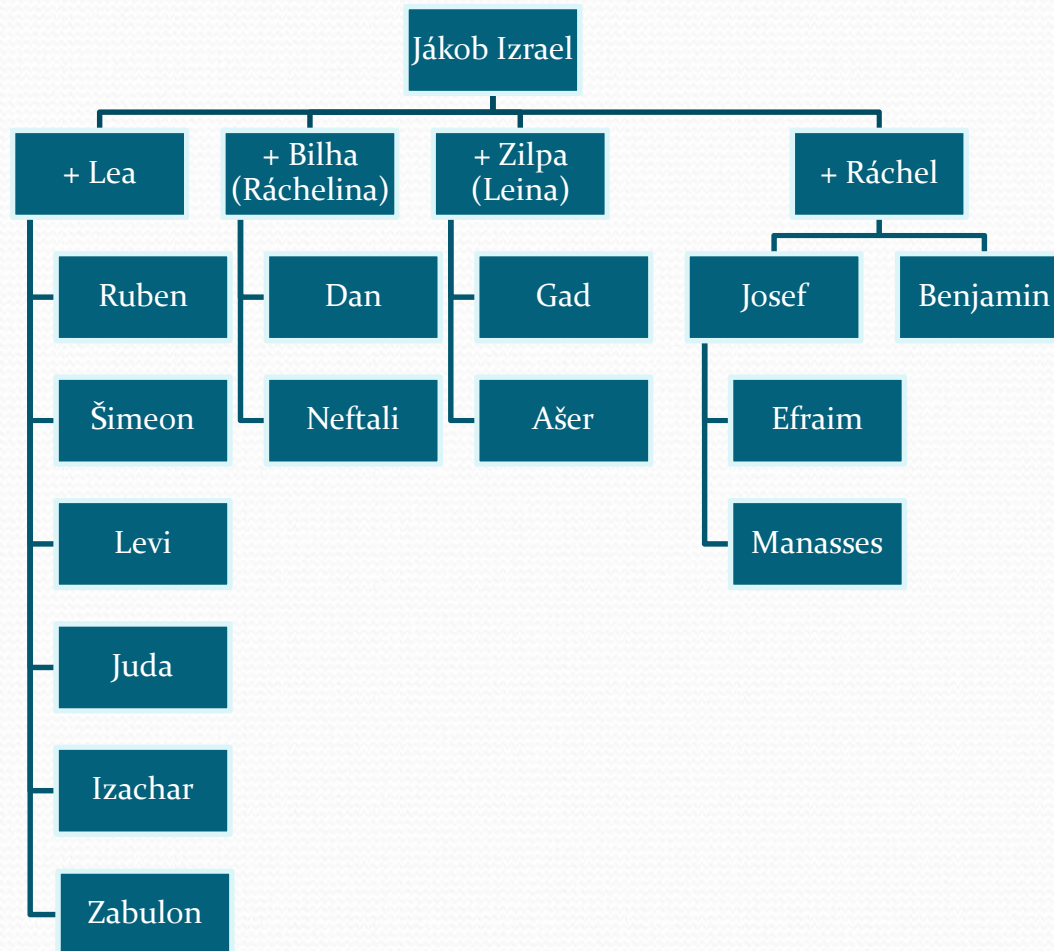 Jákob Izrael
+ Lea
+ Bilha
(Ráchelina)
+ Zilpa
(Leina)
+ Ráchel
Ruben
Dan
Gad
Josef
Benjamin
Šimeon
Neftali
Ašer
Efraim
Levi
Manasses
Juda
Izachar
Zabulon